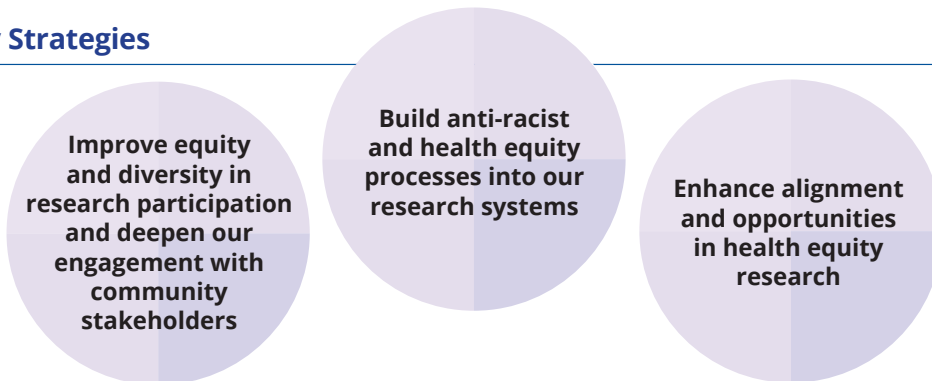 Strategies
Improve equity
and diversity in
research participation
and deepen our
engagement with
community
stakeholders
Build anti-racist
and health equity
processes into our
research systems
Enhance alignment
and opportunities
in health equity
research